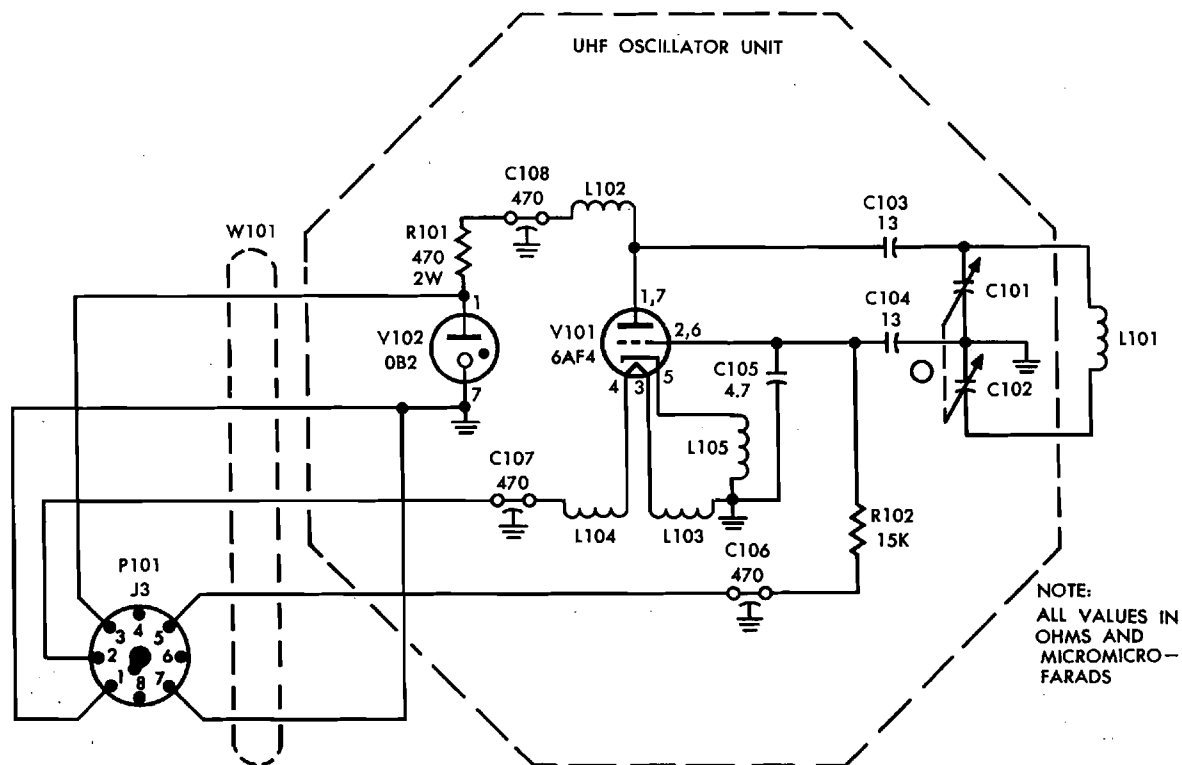 UHF OSCILLATOR UNIT
C108
470
L102
C103
13
W101
R101
470
2W
1
C101
1,7
C104
13
V102
0B2
V101
6AF4
2,6
L101
C105
4.7
C102
7
4
3
5
L105
C107
470
L104
L103
R102
15K
C106
470
P101
J3
3
4
5
2
6
1
8
7
NOTE:
ALL VALUES IN
OHMS AND
MICROMICRO-
FARADS